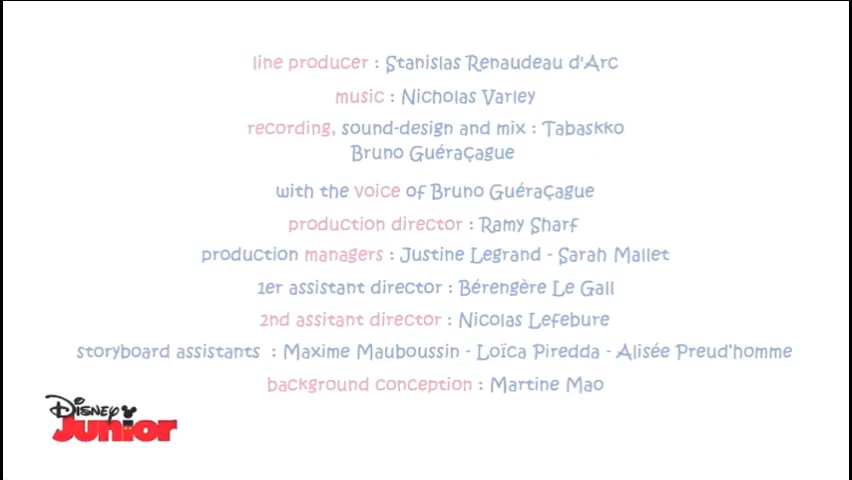 line producer : Stanislas Renaudeau d'Arc
music : Nicholas Varley
recording, sound-design and mix : Tabaskko
Bruno Guéraçague
with the voice of Bruno Guéraçague
production director : Ramy Sharf
production managers : Justine Legrand - Sarah Mallet
1er assistant director : Bérengère Le Gall
2nd assitant director : Nicolas Lefebure
storyboard assistants : Maxime Mauboussin - Loïca Piredda - Alisée Preud'homme
background conception : Martine Mao
Disney
Junior